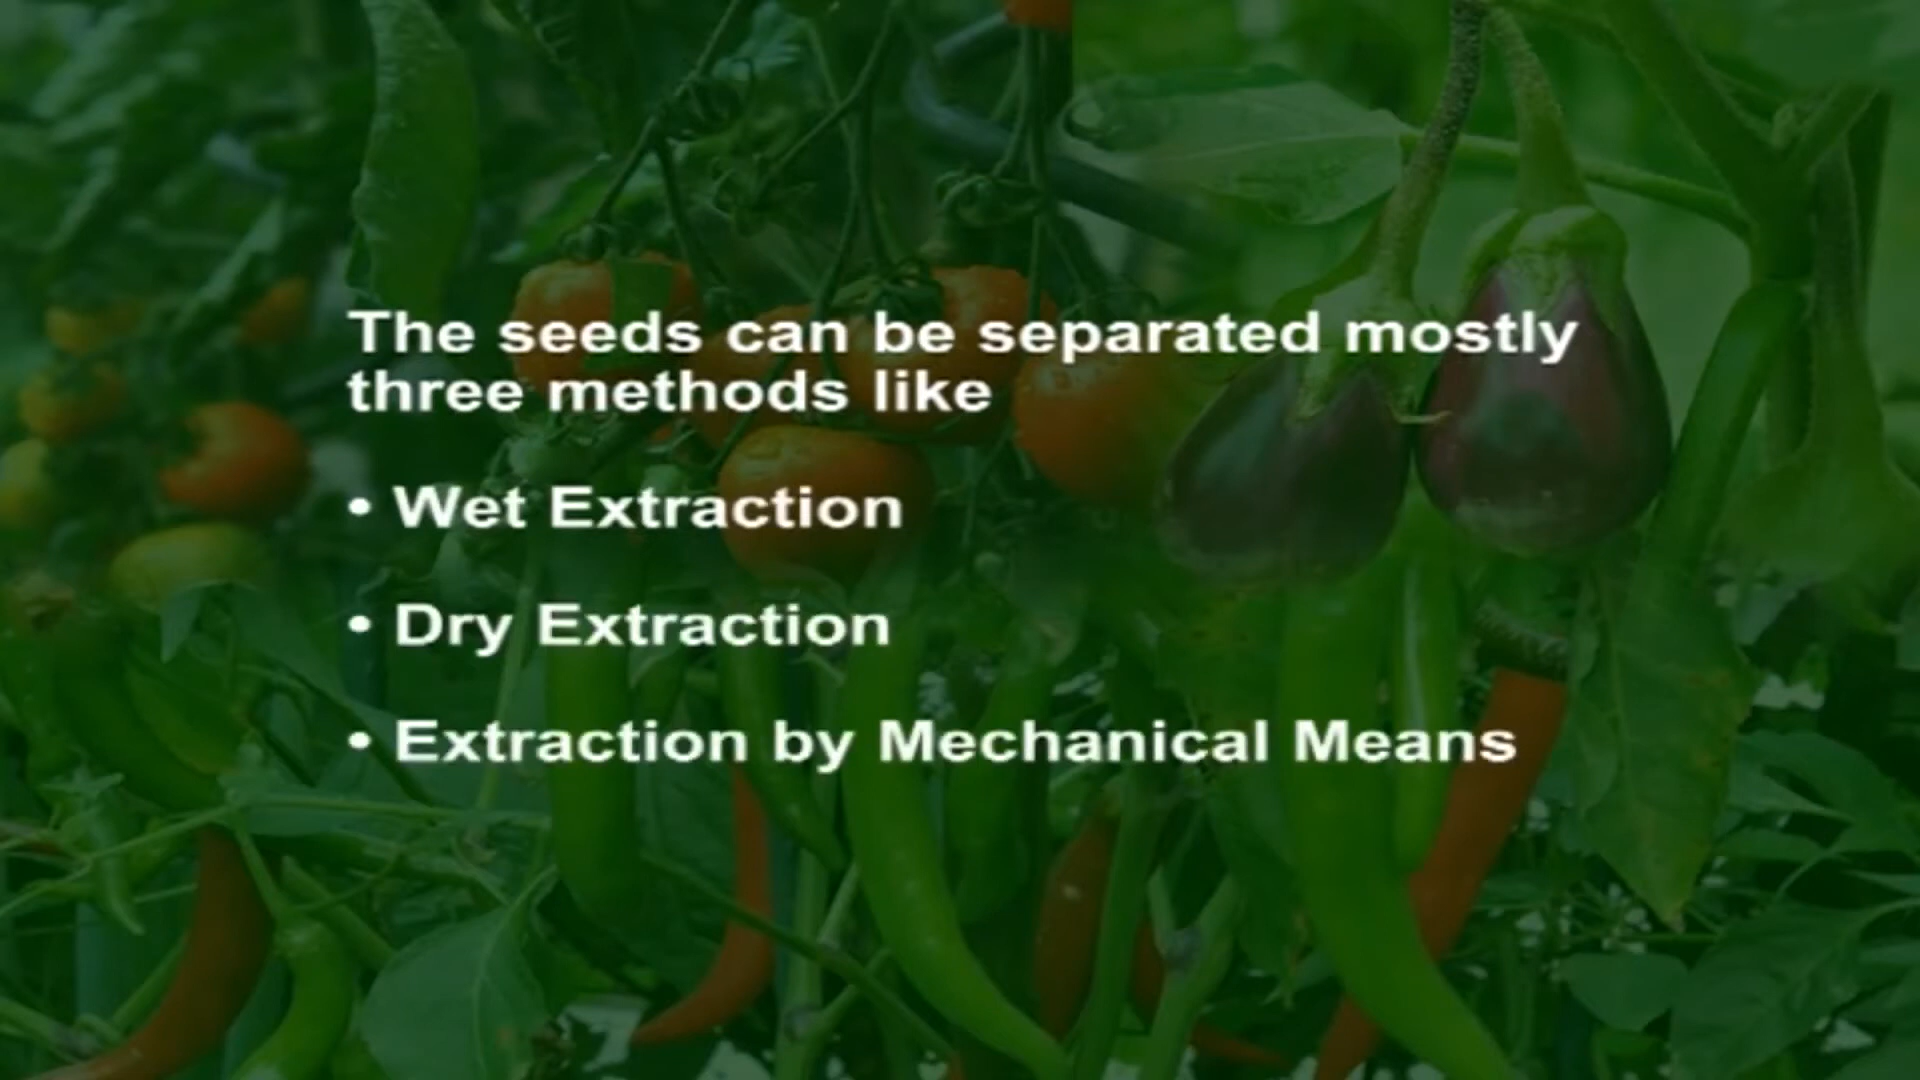 The seeds can be separated mostly
three methods like
• Wet Extraction
• Dry Extraction
• Extraction by Mechanical Means